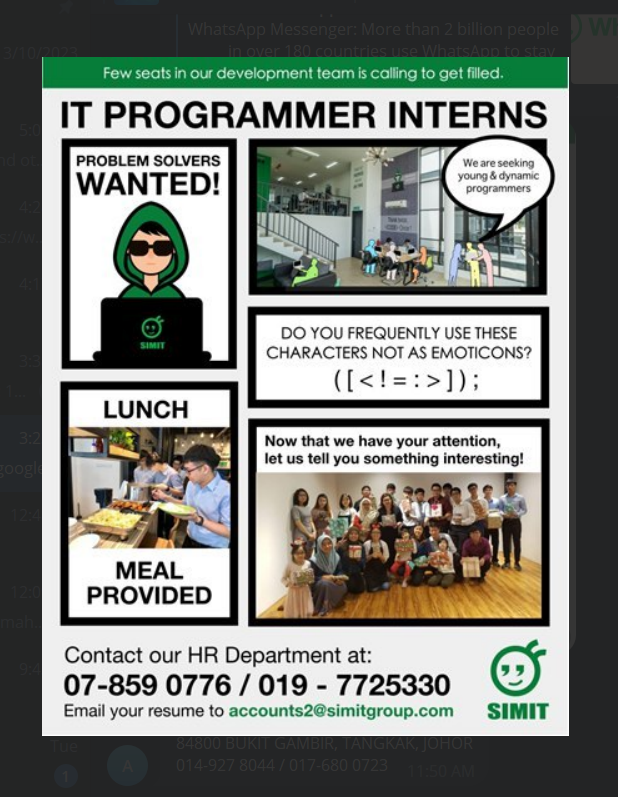 WhatsApp Messenger: More than 2 billion people
3/10/2023
in over 180 countries use WhatsApp to stay
Few seats in our development team is calling to get filled.
IT PROGRAMMER INTERNS
PROBLEM SOLVERS
WANTED!
SIMIT
We are seeking
young & dynamic
programmers
DO YOU FREQUENTLY USE THESE
CHARACTERS NOT AS EMOTICONS?
([<!=:>]);
LUNCH
MEAL
PROVIDED
Now that we have your attention,
let us tell you something interesting!
Contact our HR Department at:
07-859 0776 / 019 - 7725330
Email your resume to accounts2@simitgroup.com
SIMIT
Tue
1
A
84800 BUKIT GAMBIR, TANGKAK, JOHOR
014-927 8044 / 017-680 0723
11:50 AM